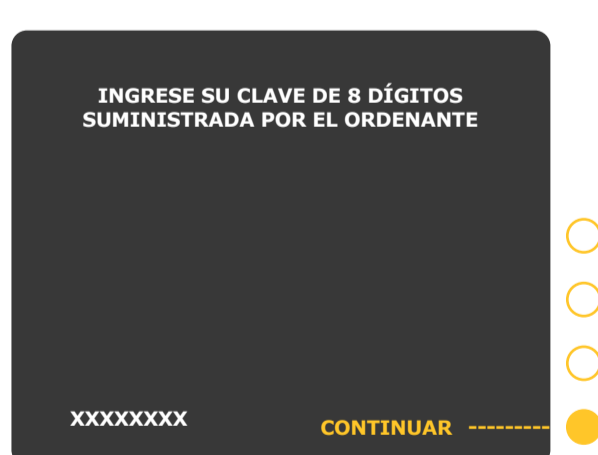 INGRESE SU CLAVE DE 8 DÍGITOS
SUMINISTRADA POR EL ORDENANTE
XXXXXXXX
CONTINUAR ---------